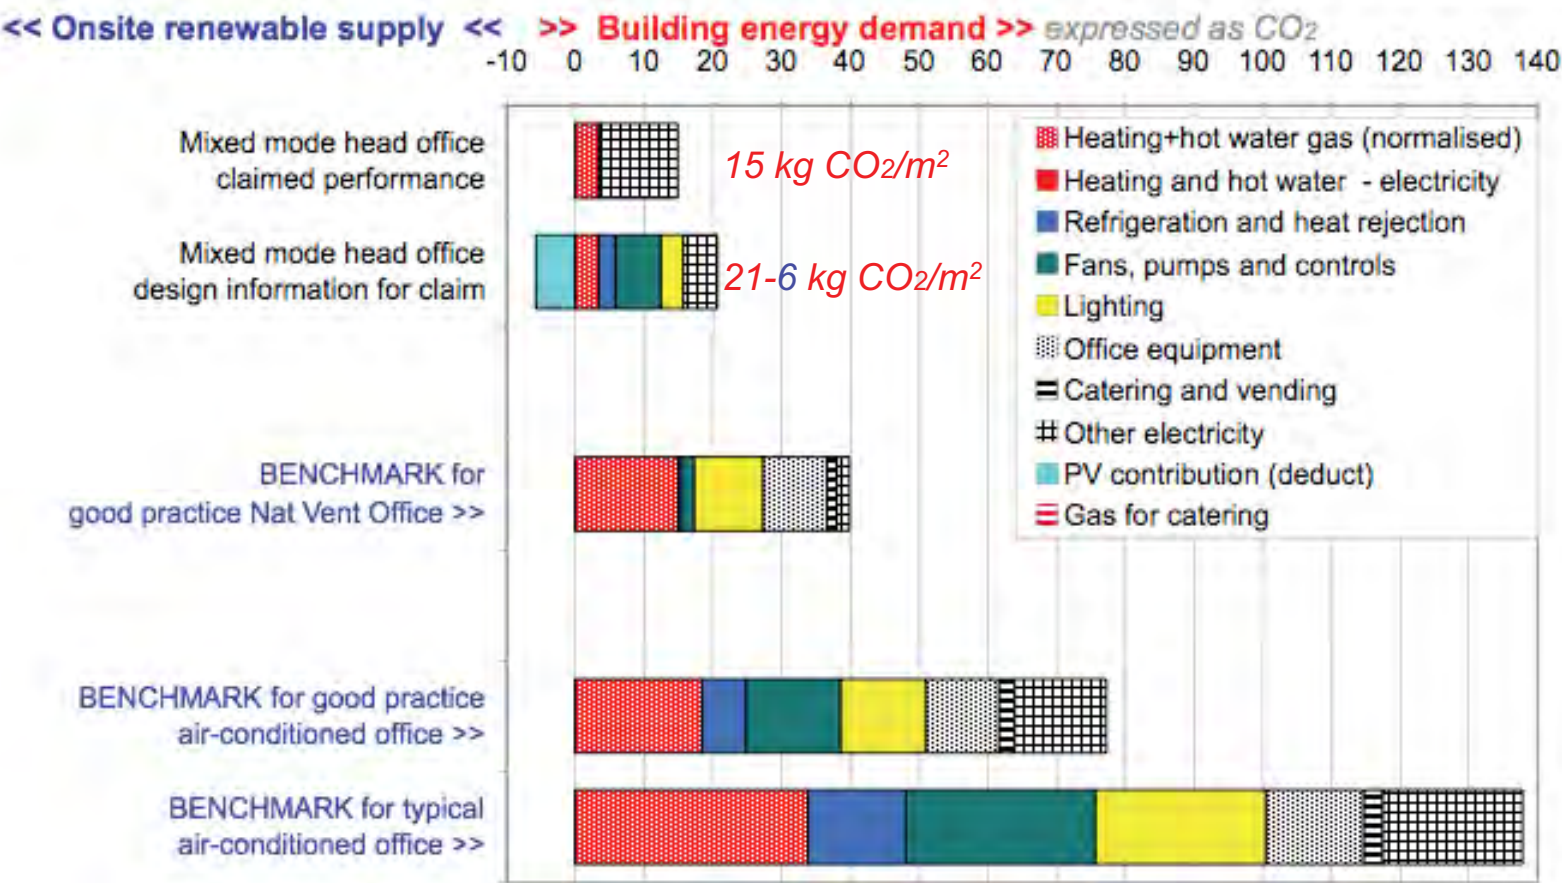 << Onsite renewable supply << >> Building energy demand >> expressed as CO2
-10 0 10 20 30 40 50 60 70 80 90 100 110 120 130 140
Mixed mode head office
claimed performance
15 kg CO2/m2
Mixed mode head office
design information for claim
21-6 kg CO2/m2
BENCHMARK for
good practice Nat Vent Office >>
BENCHMARK for good practice
air-conditioned office >>
BENCHMARK for typical
air-conditioned office >>
Heating+hot water gas (normalised)
Heating and hot water - electricity
Refrigeration and heat rejection
Fans, pumps and controls
Lighting
Office equipment
Catering and vending
Other electricity
PV contribution (deduct)
Gas for catering